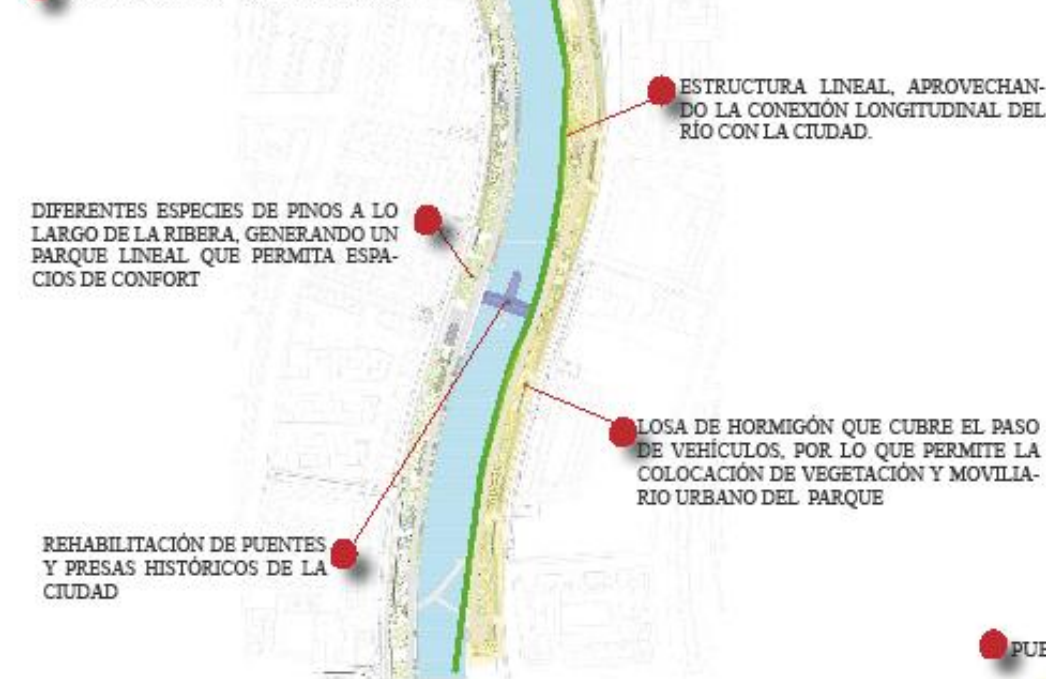 ESTRUCTURA LINEAL, APROVECHAN-
DO LA CONEXIÓN LONGITUDINAL DEL
RÍO CON LA CIUDAD.
DIFERENTES ESPECIES DE PINOS A LO
LARGO DE LA RIBERA, GENERANDO UN
PARQUE LINEAL QUE PERMITA ESPA-
CIOS DE CONFORT
LOSA DE HORMIGÓN QUE CUBRE EL PASO
DE VEHÍCULOS, POR LO QUE PERMITE LA
COLOCACIÓN DE VEGETACIÓN Y MOVILIA-
RIO URBANO DEL PARQUE
REHABILITACIÓN DE PUENTES
Y PRESAS HISTÓRICOS DE LA
CIUDAD